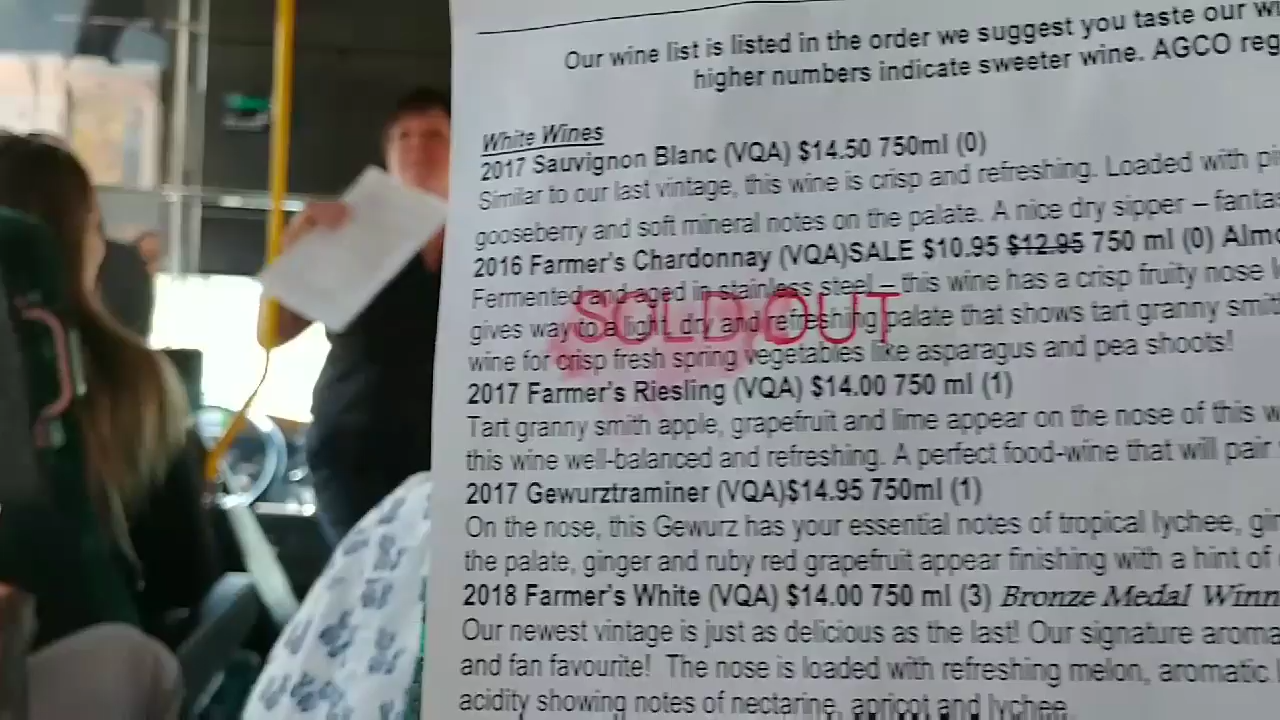 Our wine list is listed in the order we suggest you taste our
higher numbers indicate sweeter wine. AGCO
White Wines
2017 Sauvignon Blanc (VQA) $14.50 750ml (0)
Similar to our last vintage, this wine is crisp and refreshing. Loaded with
gooseberry and soft mineral notes on the palate. A nice dry sipper –
2016 Farmer's Chardonnay (VQA)SALE $10.95 $12.95 750 ml (0)
Fermented and aged in stainless steel – this wine has a crisp fruity nose
SOLD OUT
gives way to a light, dry and refreshing palate that shows tart granny
wine for crisp fresh spring vegetables like asparagus and pea shoots!
2017 Farmer's Riesling (VQA) $14.00 750 ml (1)
Tart granny smith apple, grapefruit and lime appear on the nose of this
this wine well-balanced and refreshing. A perfect food-wine that will pair
2017 Gewurztraminer (VQA)$14.95 750ml (1)
On the nose, this Gewurz has your essential notes of tropical lychee,
the palate, ginger and ruby red grapefruit appear finishing with a hint of
2018 Farmer's White (VQA) $14.00 750 ml (3) Bronze Medal
Our newest vintage is just as delicious as the last! Our signature
and fan favourite! The nose is loaded with refreshing melon, aromatic
acidity showing notes of nectarine, apricot and lychee.